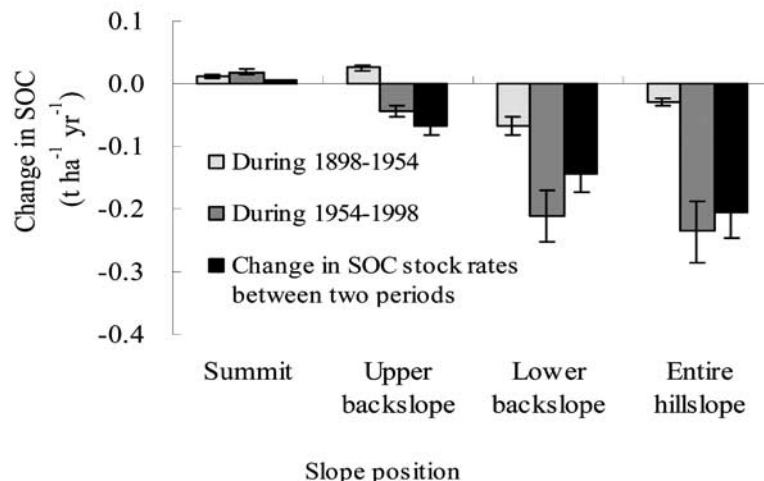 Change in SOC
(t ha⁻¹ yr⁻¹)
0.1
0.0
-0.1
-0.2
-0.3
-0.4
During 1898-1954
During 1954-1998
Change in SOC stock rates
between two periods
Summit
Upper
backslope
Lower
backslope
Entire
hillslope
Slope position